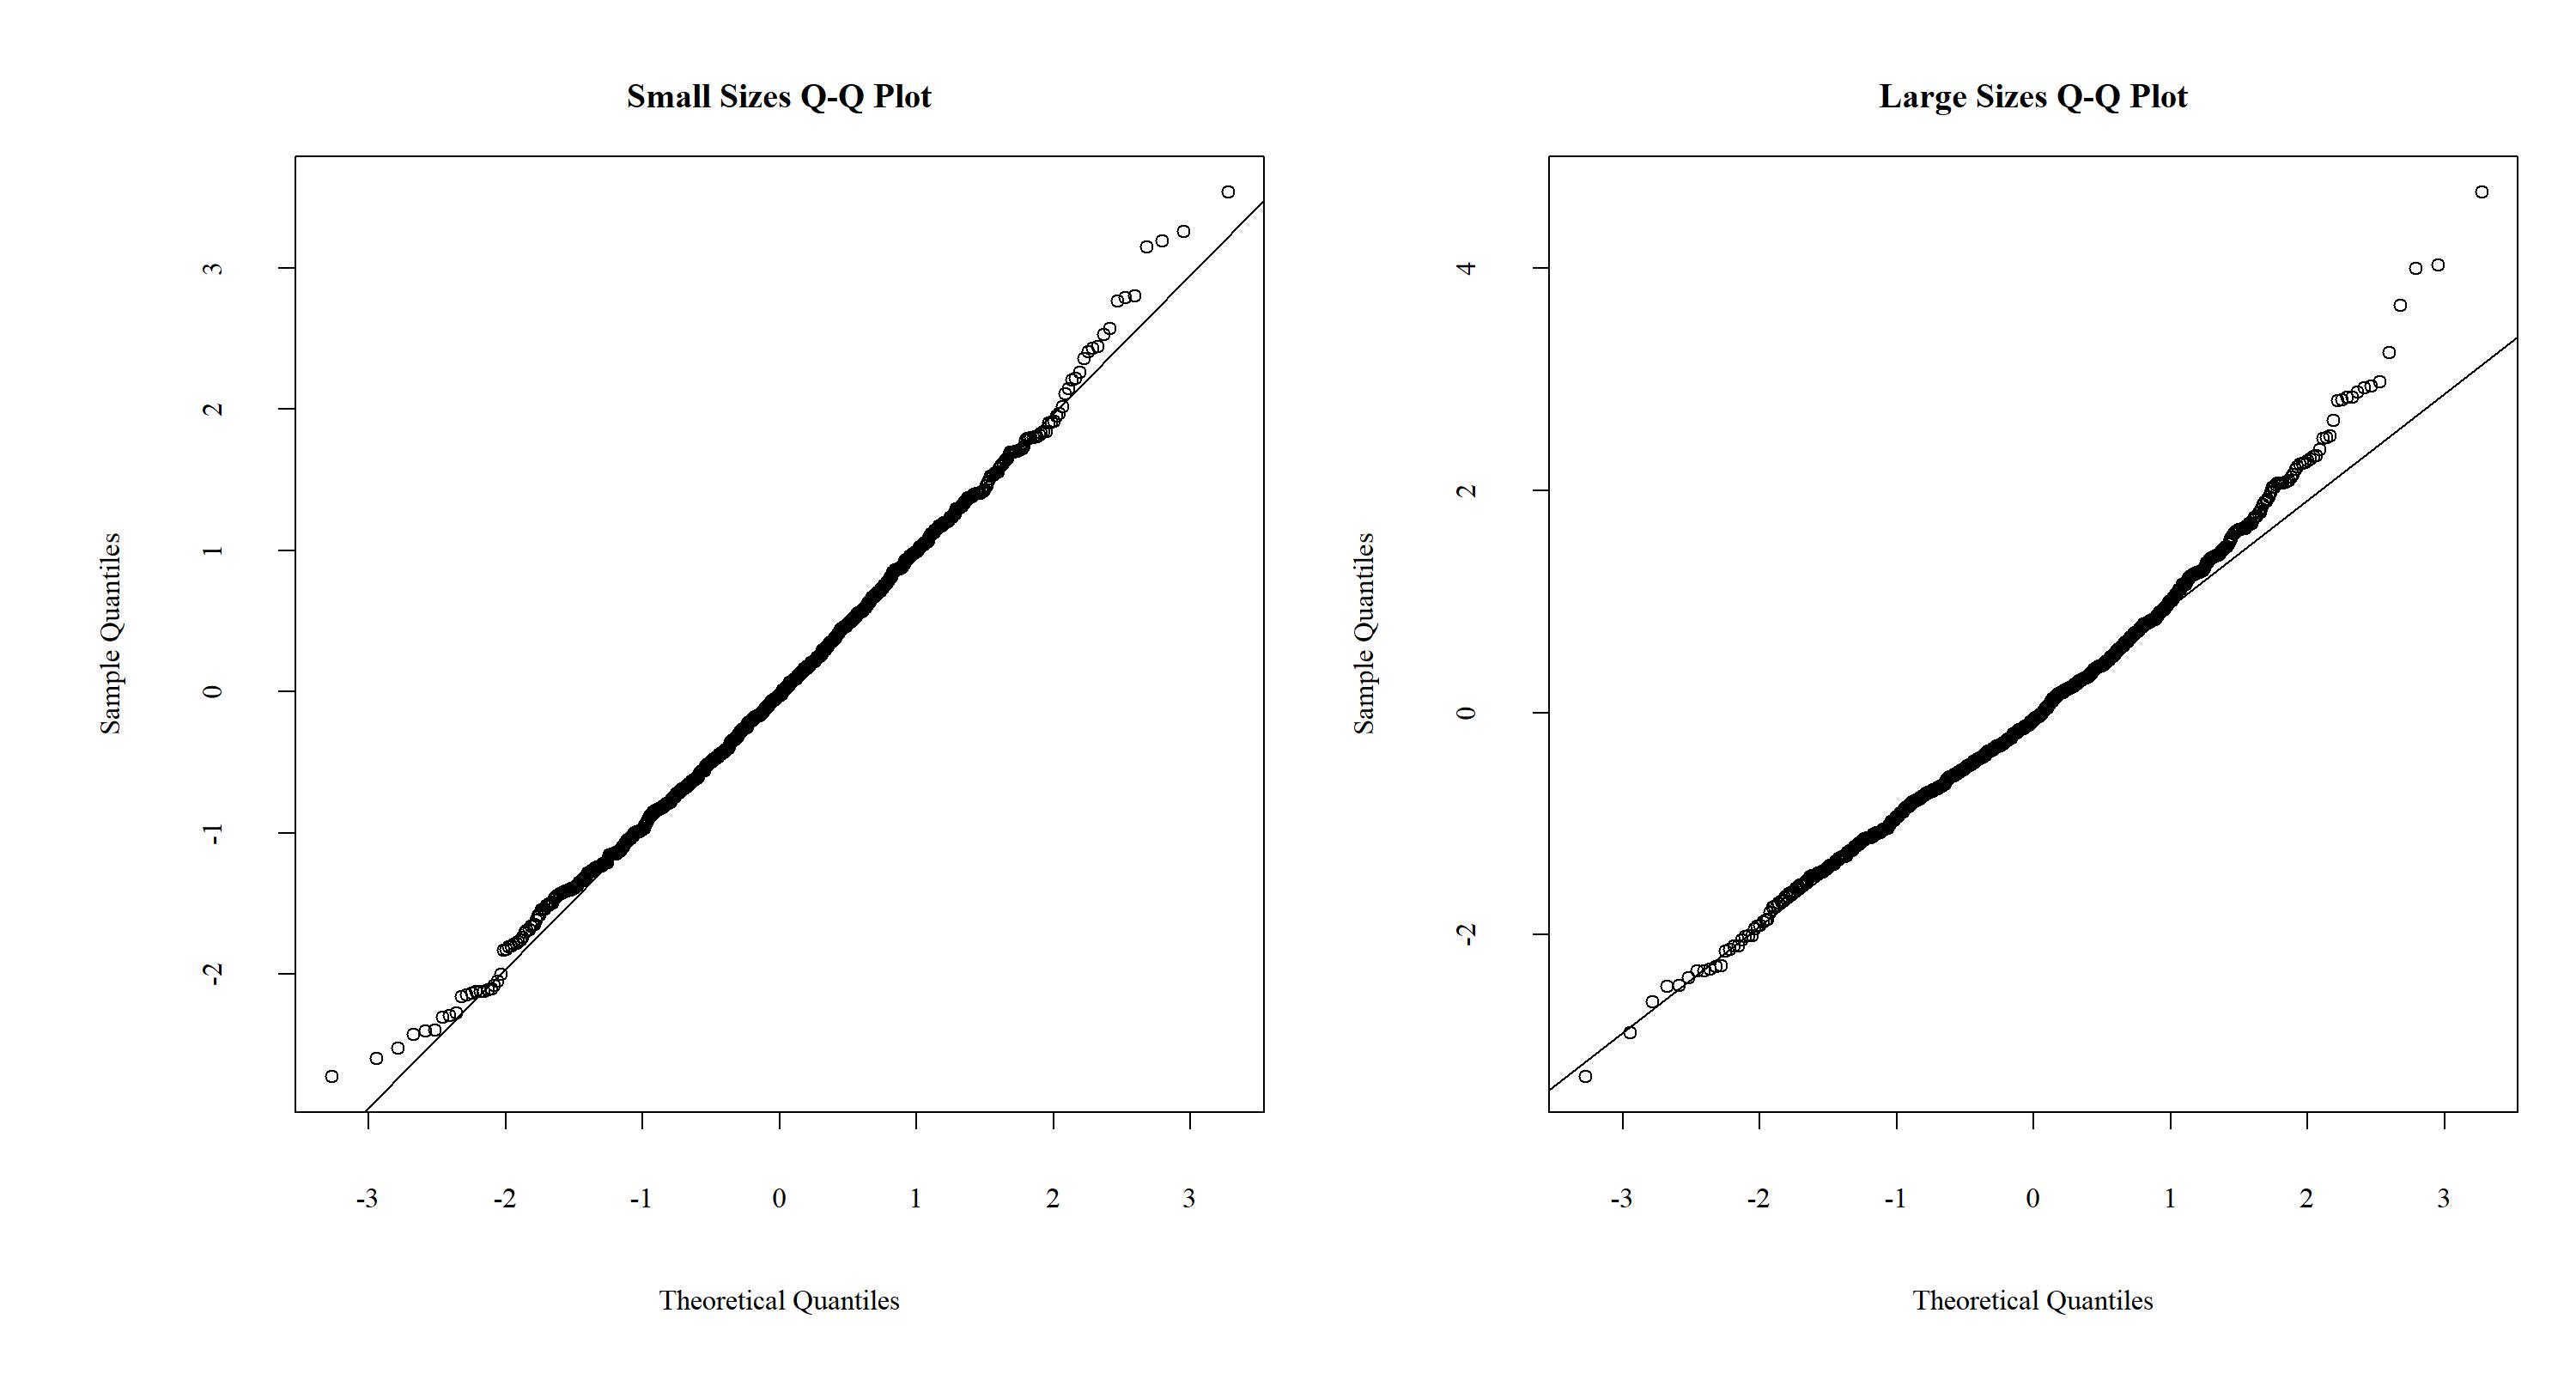 Small Sizes Q-Q Plot
Sample Quantiles
3
2
1
0
-1
-2
-3 -2 -1 0 1 2 3
Theoretical Quantiles
Large Sizes Q-Q Plot
Sample Quantiles
4
2
0
-2
-3 -2 -1 0 1 2 3
Theoretical Quantiles